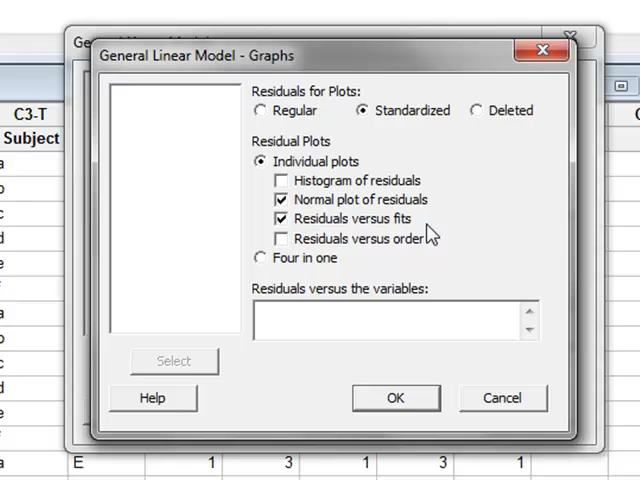 Ge
General Linear Model - Graphs
C3-T
Subject
a
b
c
d
e
f
a
b
c
d
e
f
a E 1 3 1 3 1
Residuals for Plots:
Regular Standardized Deleted
Residual Plots
Individual plots
Histogram of residuals
Normal plot of residuals
Residuals versus fits
Residuals versus order
Four in one
Residuals versus the variables:
Select
Help OK Cancel